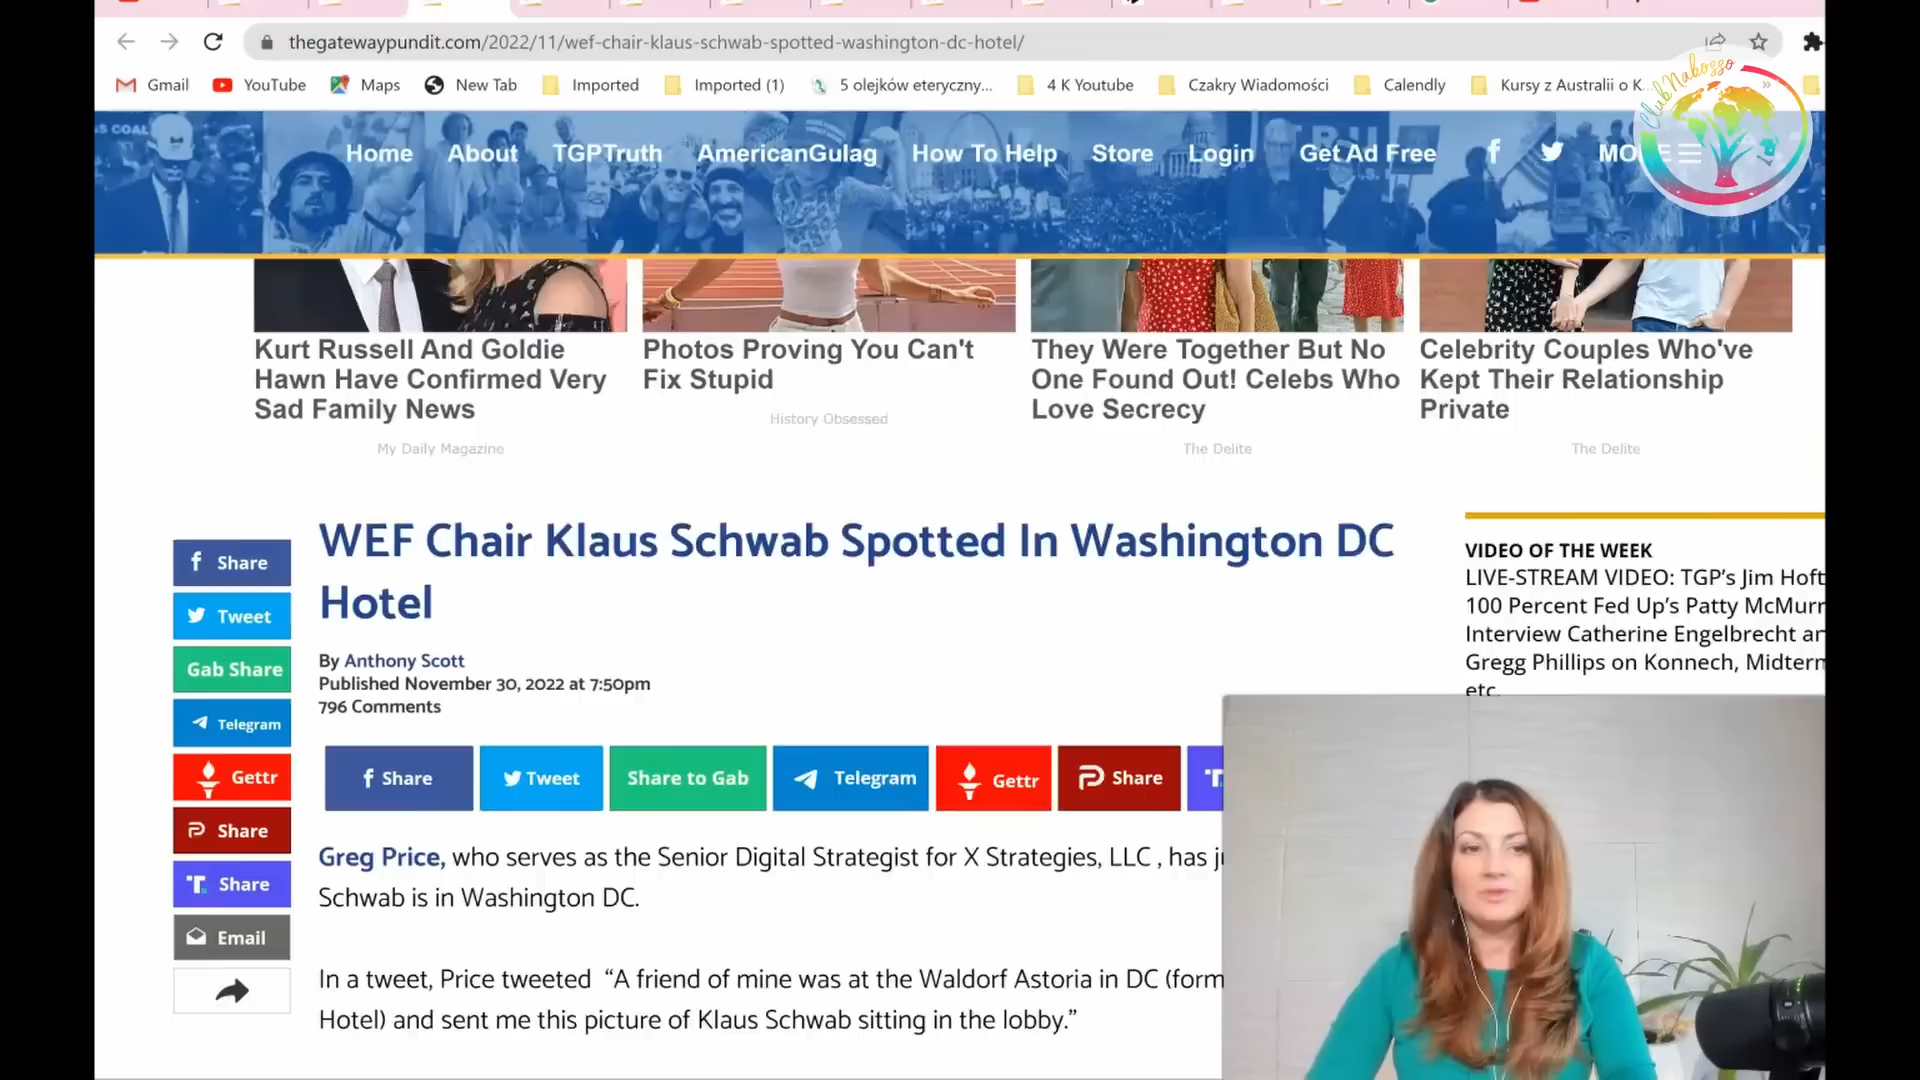 thegatewaypundit.com/2022/11/wef-chair-klaus-schwab-spotted-washington-dc-hotel/
Gmail YouTube Maps New Tab Imported Imported (1) 5 olejków eteryczny... 4 K Youtube Czakry Wiadomości Calendly Kursy z Australii o K...
ClubNabosso
Home About TGPTruth AmericanGulag How To Help Store Login Get Ad Free
Kurt Russell And Goldie
Hawn Have Confirmed Very
Sad Family News
My Daily Magazine
Photos Proving You Can't
Fix Stupid
History Obsessed
They Were Together But No
One Found Out! Celebs Who
Love Secrecy
The Delite
Celebrity Couples Who've
Kept Their Relationship
Private
The Delite
WEF Chair Klaus Schwab Spotted In Washington DC
Hotel
By Anthony Scott
Published November 30, 2022 at 7:50pm
796 Comments
Share
Tweet
Gab Share
Telegram
Gettr
Share
Share
Email
Share Tweet Share to Gab Telegram Gettr Share
Greg Price, who serves as the Senior Digital Strategist for X Strategies, LLC , has
Schwab is in Washington DC.
In a tweet, Price tweeted “A friend of mine was at the Waldorf Astoria in DC (form
Hotel) and sent me this picture of Klaus Schwab sitting in the lobby.”
VIDEO OF THE WEEK
LIVE-STREAM VIDEO: TGP's Jim Hoft
100 Percent Fed Up's Patty McMurr
Interview Catherine Engelbrecht an
Gregg Phillips on Konnech, Midterm
etc.